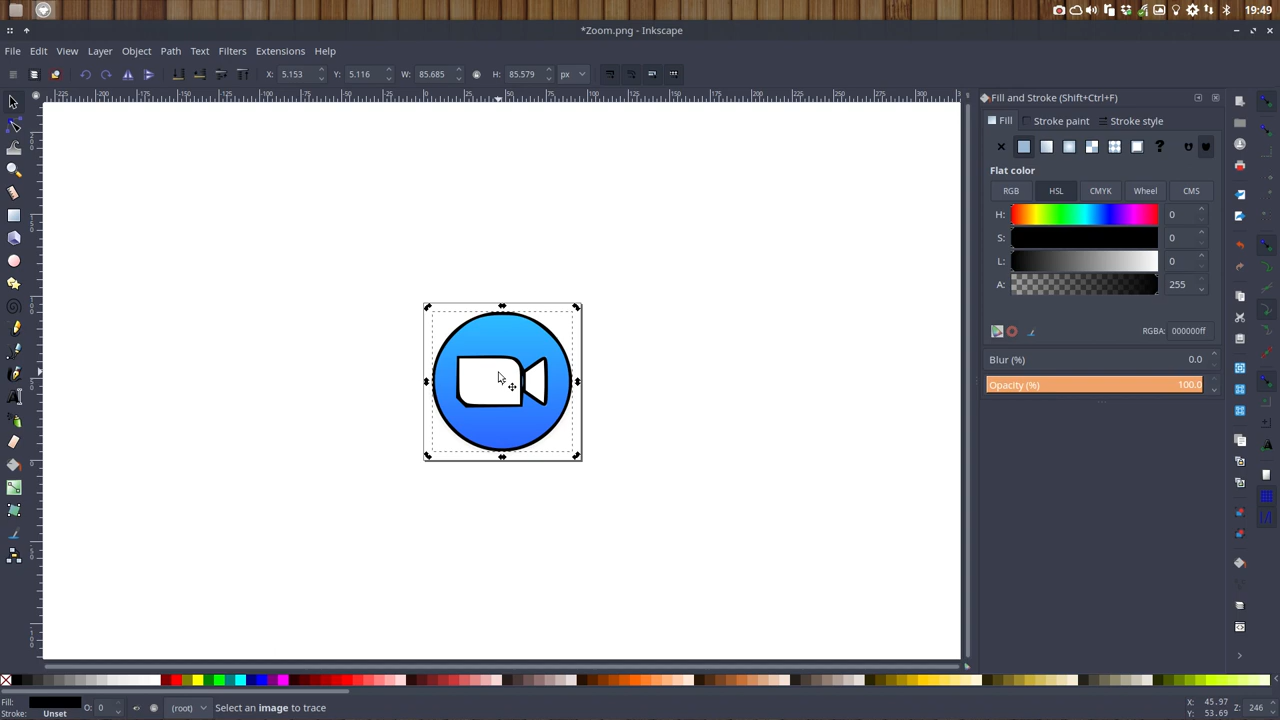 19:49
*Zoom.png - Inkscape
File Edit View Layer Object Path Text Filters Extensions Help
X: 5.153 Y: 5.116 W: 85.685 H: 85.579 px
Fill and Stroke (Shift+Ctrl+F)
Fill Stroke paint Stroke style
Flat color
RGB HSL CMYK Wheel CMS
H: 0
S: 0
L: 0
A: 255
RGBA: 000000ff
Blur (%) 0.0
Opacity (%) 100.0
Fill: O: 0 (root) Select an image to trace X: 45.97 Z: 246
Stroke: Unset Y: 53.69